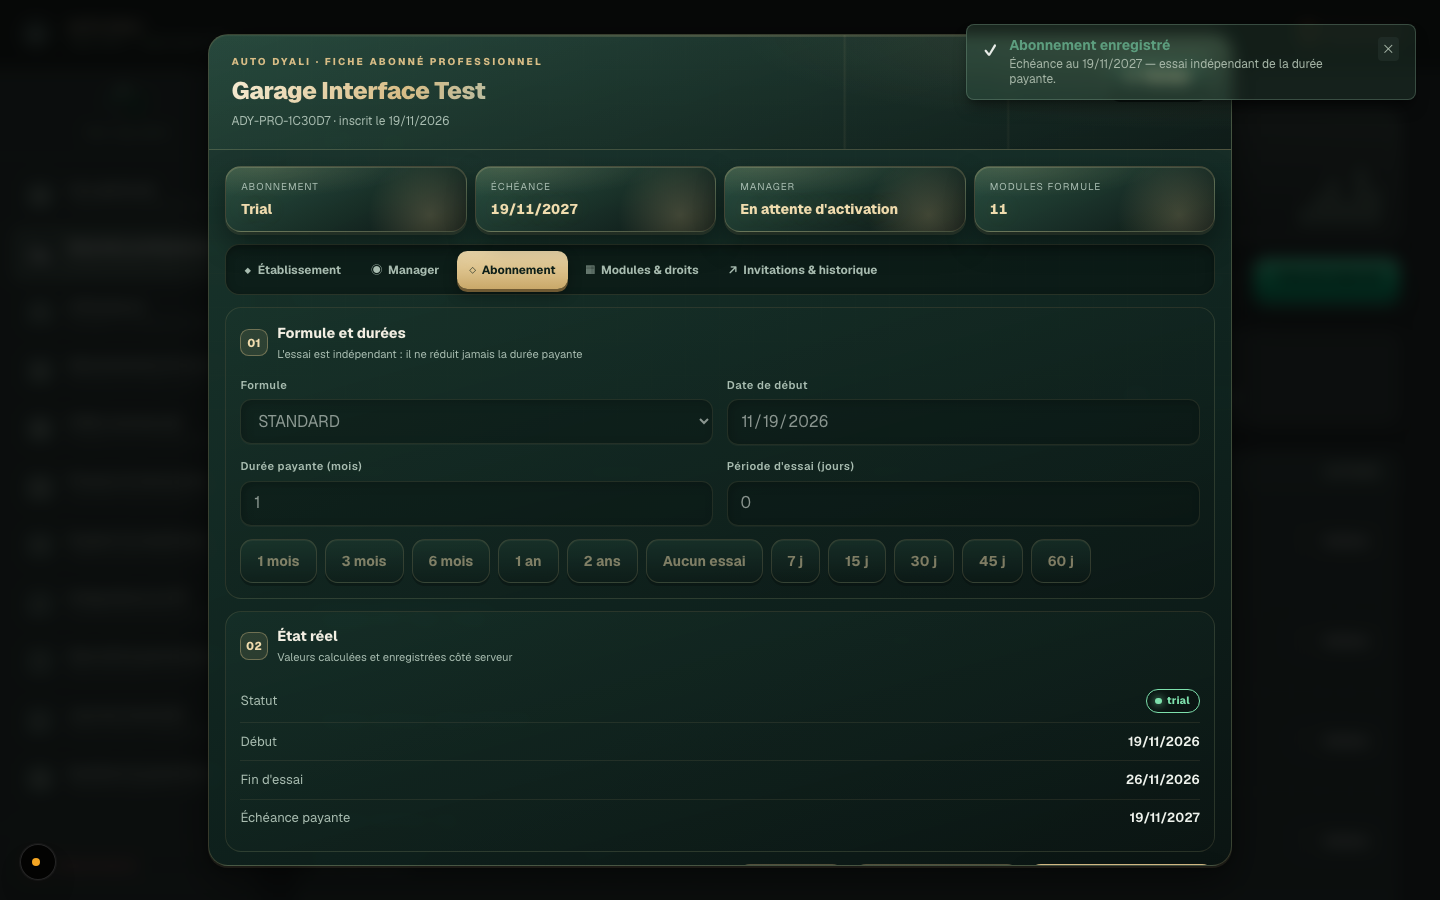 AUTO DYALI · FICHE ABONNÉ PROFESSIONNEL
Garage Interface Test
ADY-PRO-1C30D7 · inscrit le 19/11/2026
Abonnement enregistré
Échéance au 19/11/2027 — essai indépendant de la durée
payante.
ABONNEMENT
Trial
ÉCHÉANCE
19/11/2027
MANAGER
En attente d'activation
MODULES FORMULE
11
Établissement
Manager
Abonnement
Modules & droits
Invitations & historique
01
Formule et durées
L'essai est indépendant : il ne réduit jamais la durée payante
Formule
STANDARD
Date de début
11/19/2026
Durée payante (mois)
1
Période d'essai (jours)
0
1 mois
3 mois
6 mois
1 an
2 ans
Aucun essai
7 j
15 j
30 j
45 j
60 j
02
État réel
Valeurs calculées et enregistrées côté serveur
Statut
trial
Début
19/11/2026
Fin d'essai
26/11/2026
Échéance payante
19/11/2027